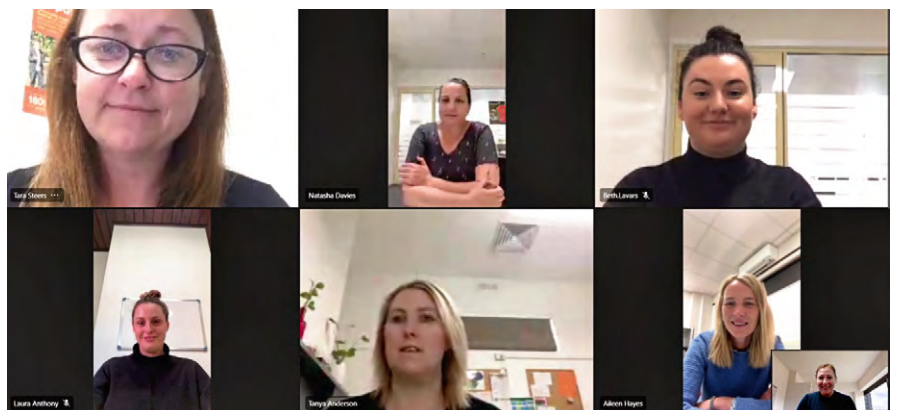 Tara Steers ...
Natasha Davies
Beth.Lavars
Laura Anthony
Tanya Anderson
Aileen Hayes